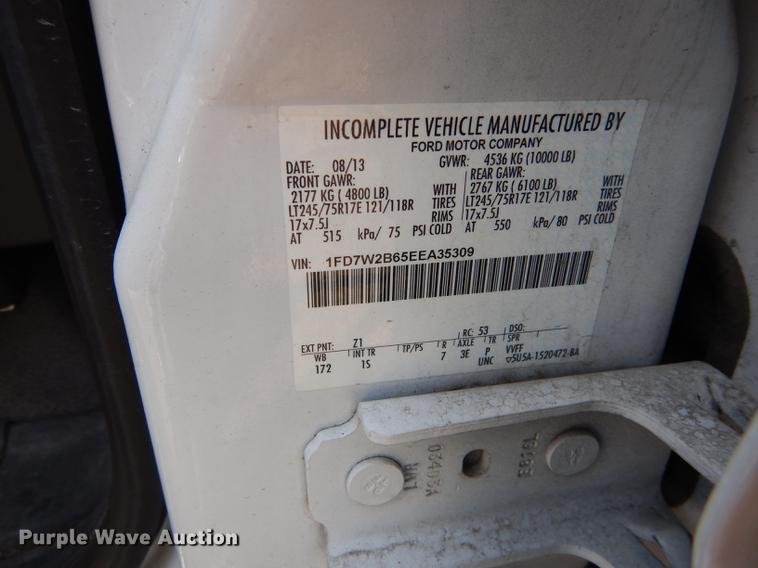 INCOMPLETE VEHICLE MANUFACTURED BY
FORD MOTOR COMPANY
DATE: 08/13 GVWR: 4536 KG (10000 LB)
FRONT GAWR: REAR GAWR:
2177 KG ( 4800 LB) WITH 2767 KG ( 6100 LB) WITH
LT245/75R17E 121/118R TIRES LT245/75R17E 121/118R TIRES
17x7.5J RIMS 17x7.5J RIMS
AT 515 kPa/ 75 PSI COLD AT 550 kPa/ 80 PSI COLD
VIN: 1FD7W2B65EEA35309
EXT PNT: Z1 RC: 53 DSO:
WB INT TR TP/PS R AXLE TR SPR
172 1S 7 3E P VVFF
UNC 5U5A-1520472-BA
LWR
Purple Wave Auction